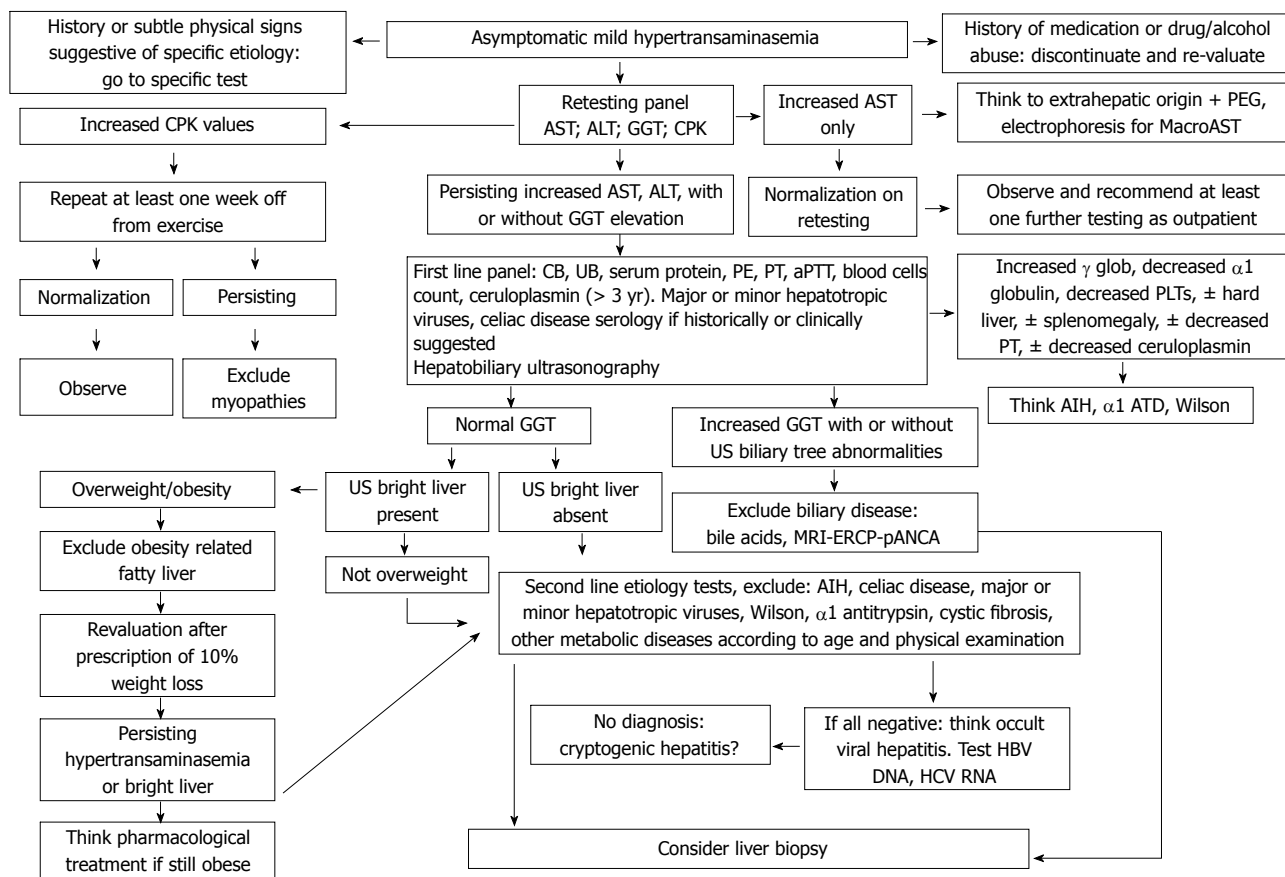 History or subtle physical signs
suggestive of specific etiology:
go to specific test
Asymptomatic mild hypertransaminasemia
History of medication or drug/alcohol
abuse: discontinuate and re-valuate
Retesting panel
AST; ALT; GGT; CPK
Increased AST
only
Think to extrahepatic origin + PEG,
electrophoresis for MacroAST
Increased CPK values
Repeat at least one week off
from exercise
Persisting increased AST, ALT, with
or without GGT elevation
Normalization on
retesting
Observe and recommend at least
one further testing as outpatient
Normalization
Persisting
First line panel: CB, UB, serum protein, PE, PT, aPTT, blood cells
count, ceruloplasmin (> 3 yr). Major or minor hepatotropic
viruses, celiac disease serology if historically or clinically
suggested
Hepatobiliary ultrasonography
Increased γ glob, decreased α1
globulin, decreased PLTs, ± hard
liver, ± splenomegaly, ± decreased
PT, ± decreased ceruloplasmin
Observe
Exclude
myopathies
Think AIH, α1 ATD, Wilson
Normal GGT
Increased GGT with or without
US biliary tree abnormalities
Overweight/obesity
US bright liver
present
US bright liver
absent
Exclude biliary disease:
bile acids, MRI-ERCP-pANCA
Exclude obesity related
fatty liver
Not overweight
Second line etiology tests, exclude: AIH, celiac disease, major or
minor hepatotropic viruses, Wilson, α1 antitrypsin, cystic fibrosis,
other metabolic diseases according to age and physical examination
Revaluation after
prescription of 10%
weight loss
Persisting
hypertransaminasemia
or bright liver
No diagnosis:
cryptogenic hepatitis?
If all negative: think occult
viral hepatitis. Test HBV
DNA, HCV RNA
Think pharmacological
treatment if still obese
Consider liver biopsy